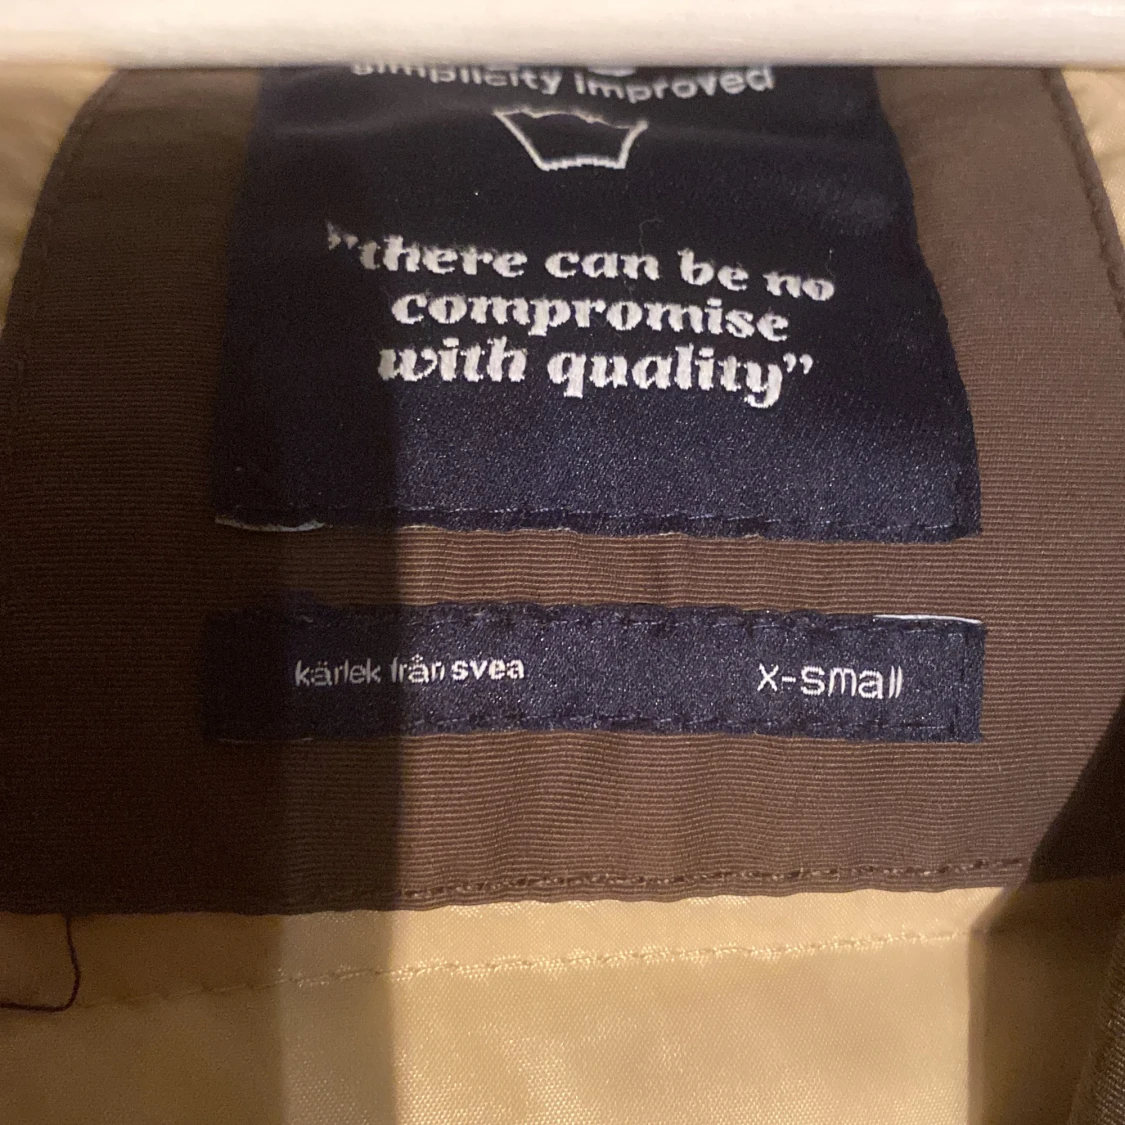 simplicity improved
”there can be no
compromise
with quality”
kärlek från svea
x-small